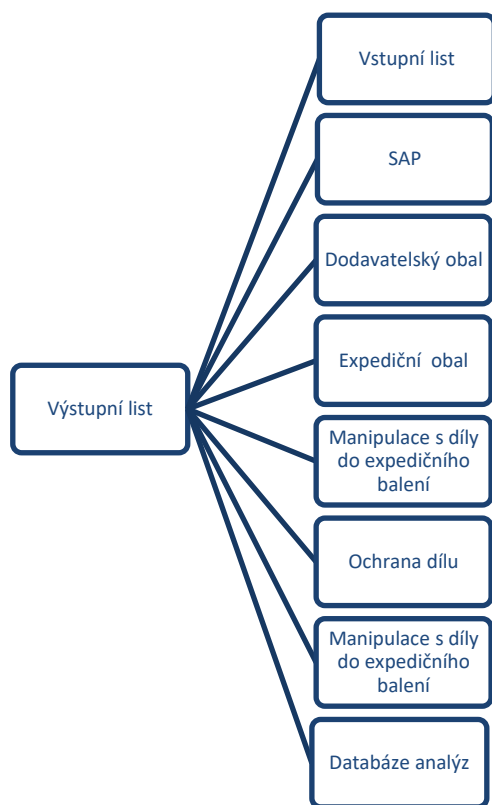 Vstupní list
SAP
Dodavatelský obal
Expediční  obal
Výstupní list
Manipulace s díly
do expedičního
balení
Ochrana dílu
Manipulace s díly
do expedičního
balení
Databáze analýz